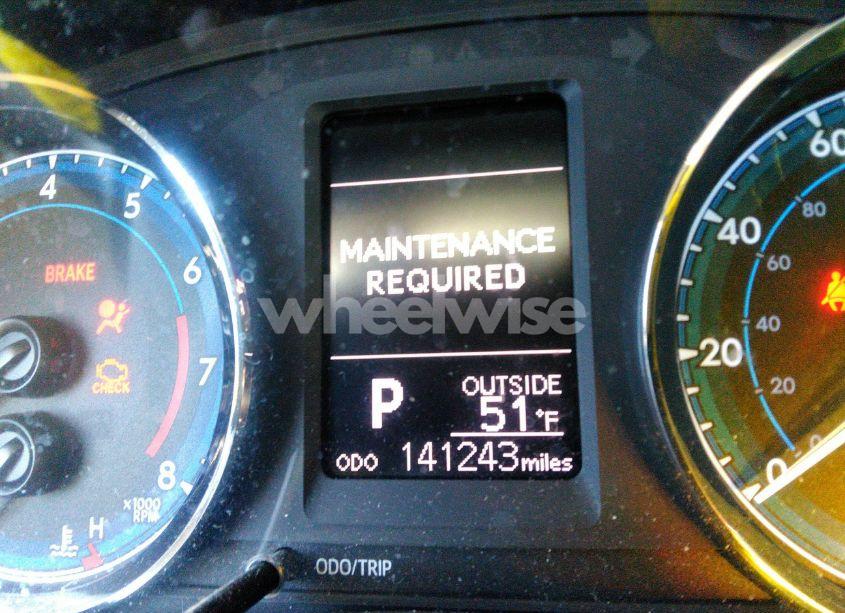 MAINTENANCE
REQUIRED
wheelwise
P
OUTSIDE
51°F
ODO 141243miles
ODO/TRIP
4
5
6
7
8
x1000
RPM
BRAKE
CHECK
H
60
40
20
0
80
60
40
20
0